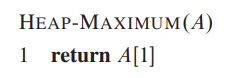 HEAP-MAXIMUM(A)
1 return A[1]